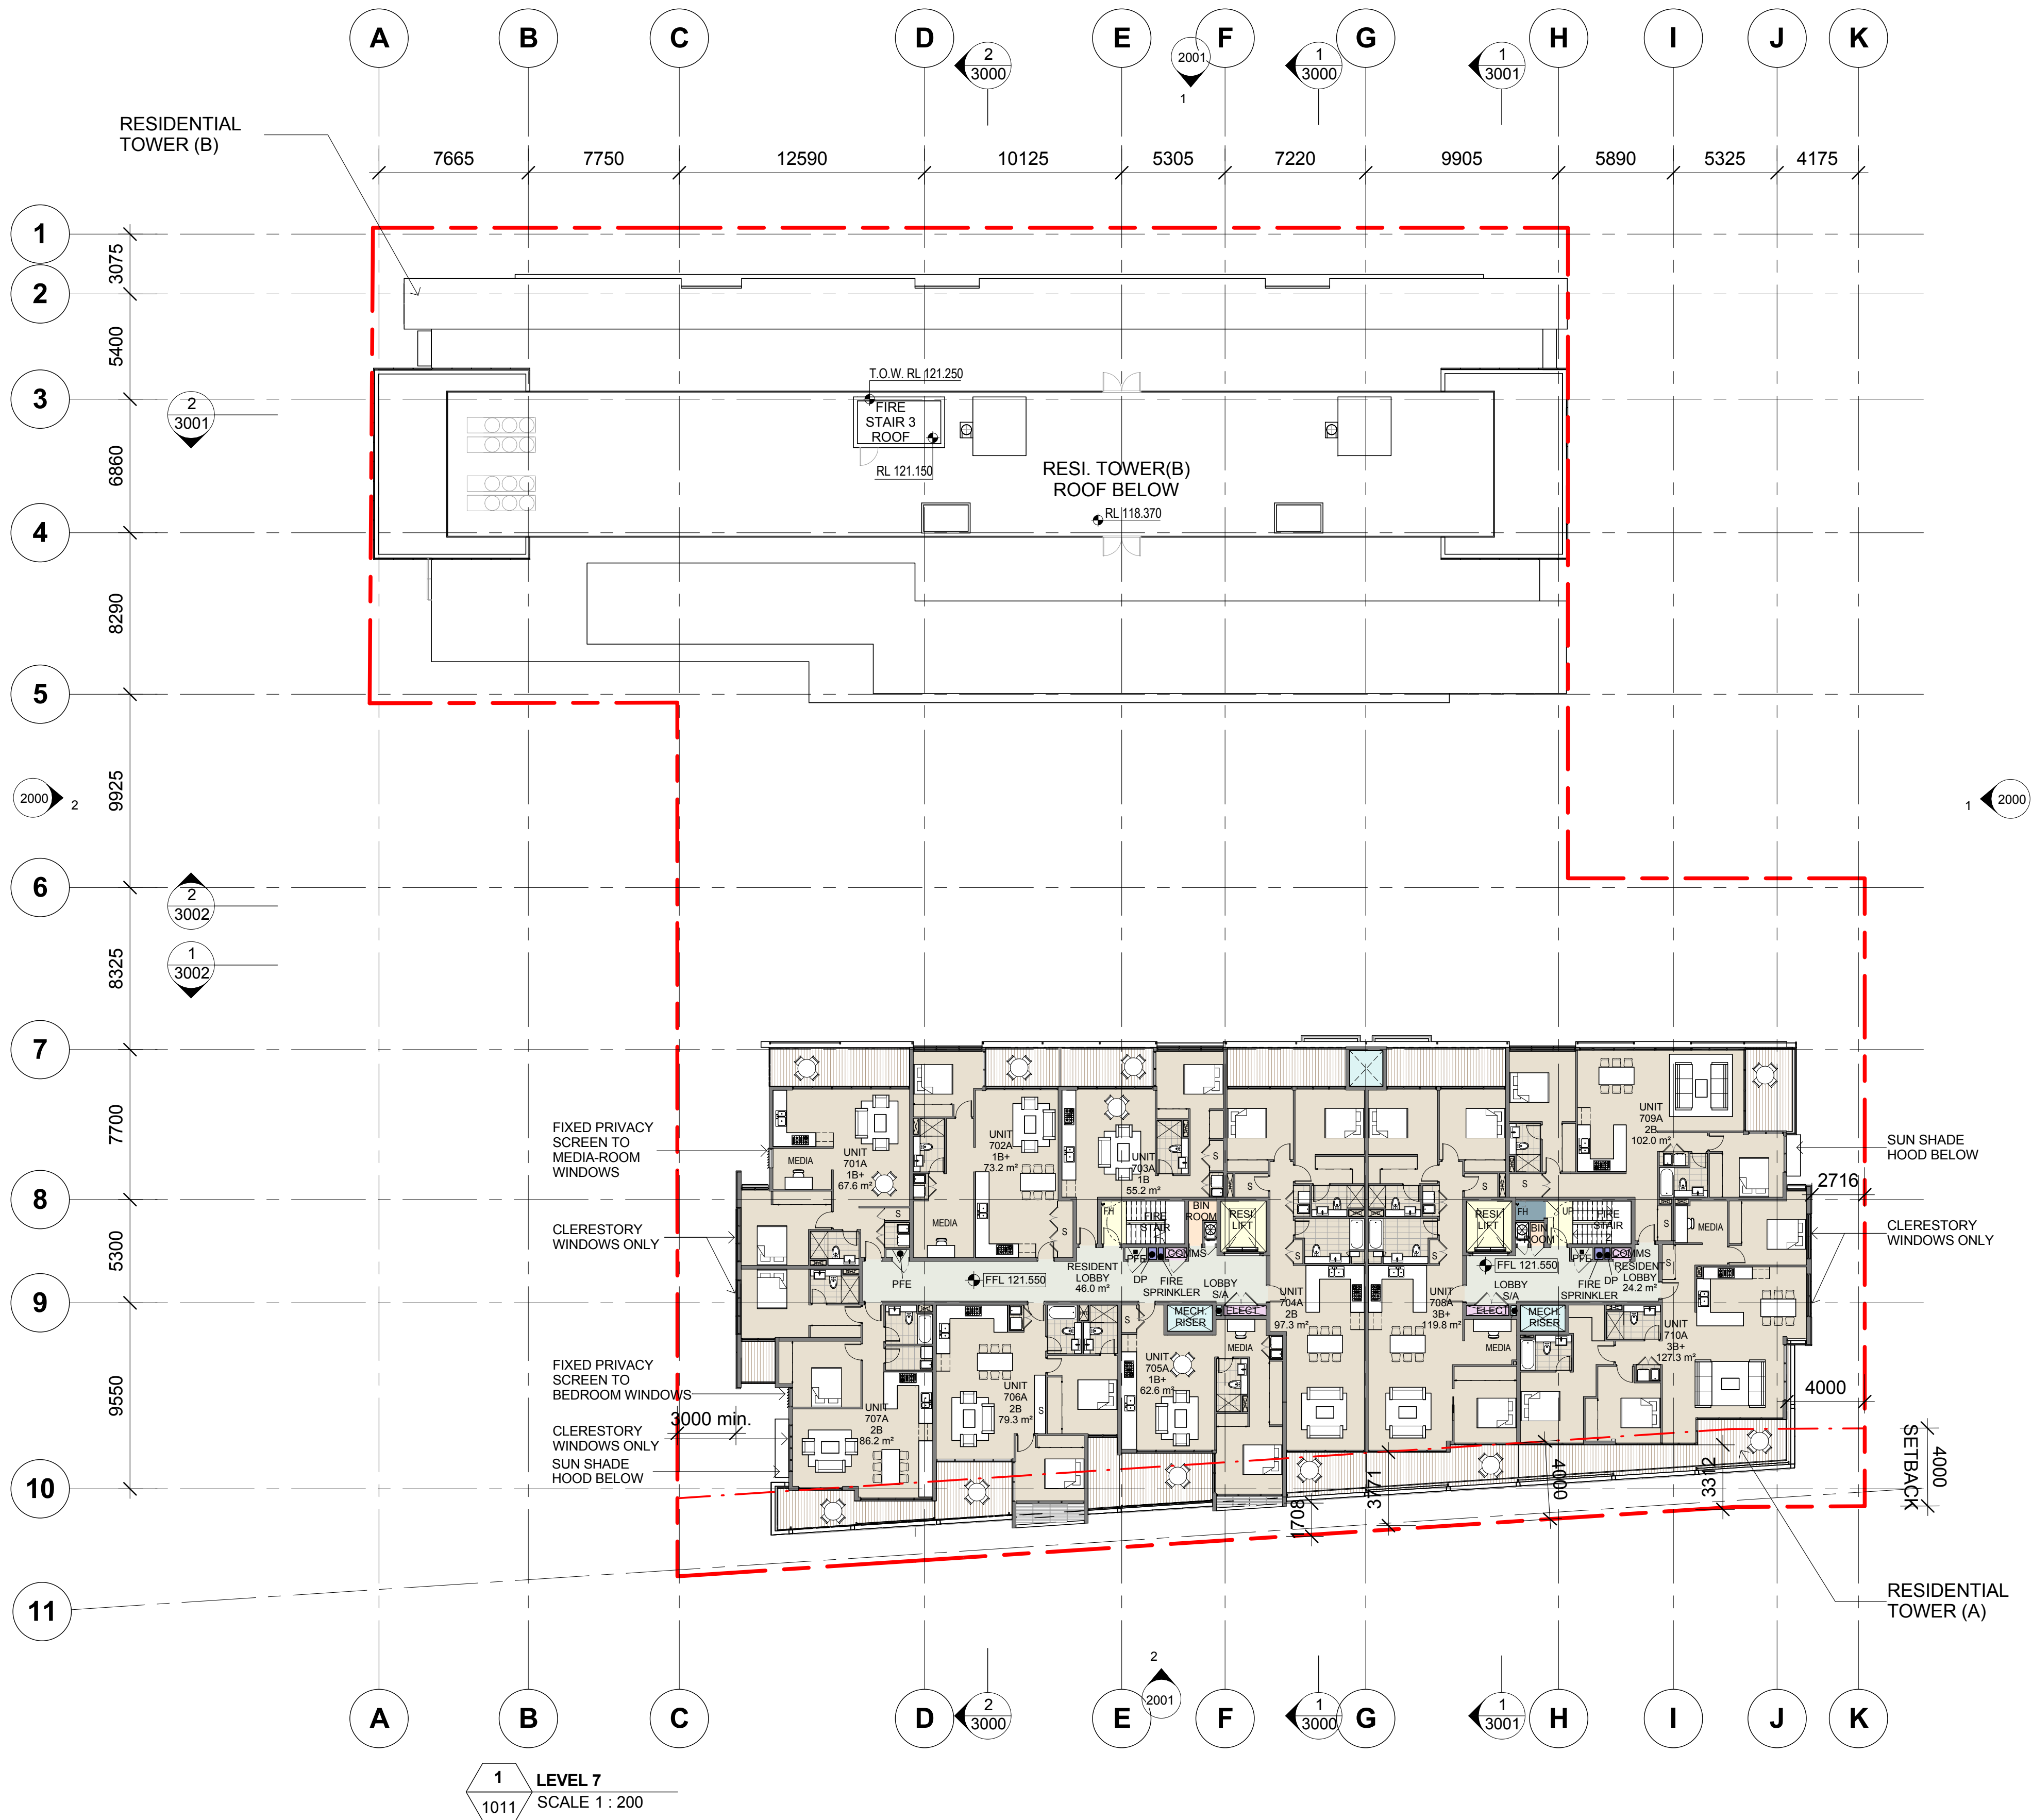 A
B
C
D
E
F
G
H
I
J
K
2
3000
2001
1
1
3000
1
3001
RESIDENTIAL
TOWER (B)
7665
7750
12590
10125
5305
7220
9905
5890
5325
4175
1
2
3
4
5
6
7
8
9
10
11
3075
5400
6860
8290
9925
8325
7700
5300
9550
2
3001
2000
2
2
3002
1
3002
1
2000
T.O.W. RL 121.250
FIRE
STAIR 3
ROOF
RL 121.150
RESI. TOWER(B)
ROOF BELOW
RL 118.370
FIXED PRIVACY
SCREEN TO
MEDIA-ROOM
WINDOWS
CLERESTORY
WINDOWS ONLY
FIXED PRIVACY
SCREEN TO
BEDROOM WINDOWS
3000 min.
CLERESTORY
WINDOWS ONLY
SUN SHADE
HOOD BELOW
UNIT
701A
1B+
67.6 m²
MEDIA
S
UNIT
702A
1B+
73.2 m²
MEDIA
S
UNIT
703A
1B
55.2 m²
S
FH
FIRE
STAIR
BIN
ROOM
RESI.
LIFT
S
S
S
S
S
RESI.
LIFT
FH
BIN
ROOM
UP
FIRE
STAIR
2
S
UNIT
709A
2B
102.0 m²
S
MEDIA
S
S
SUN SHADE
HOOD BELOW
2716
CLERESTORY
WINDOWS ONLY
PFE
FFL 121.550
RESIDENT
LOBBY
46.0 m²
PFE
COMMS
DP
FIRE
SPRINKLER
LOBBY
S/A
FFL 121.550
LOBBY
S/A
PFE
COMMS
FIRE
SPRINKLER
DP
RESIDENT
LOBBY
24.2 m²
MECH.
RISER
ELECT
UNIT
704A
2B
97.3 m²
UNIT
708A
3B+
119.8 m²
ELECT
MECH.
RISER
MEDIA
MEDIA
S
UNIT
705A
1B+
62.6 m²
UNIT
706A
2B
79.3 m²
S
UNIT
707A
2B
86.2 m²
UNIT
710A
3B+
127.3 m²
4000
4000
SETBACK
1708
3771
4000
3312
RESIDENTIAL
TOWER (A)
2
2001
2
3000
1
3000
1
3001
A
B
C
D
E
F
G
H
I
J
K
1
1011
LEVEL 7
SCALE 1 : 200